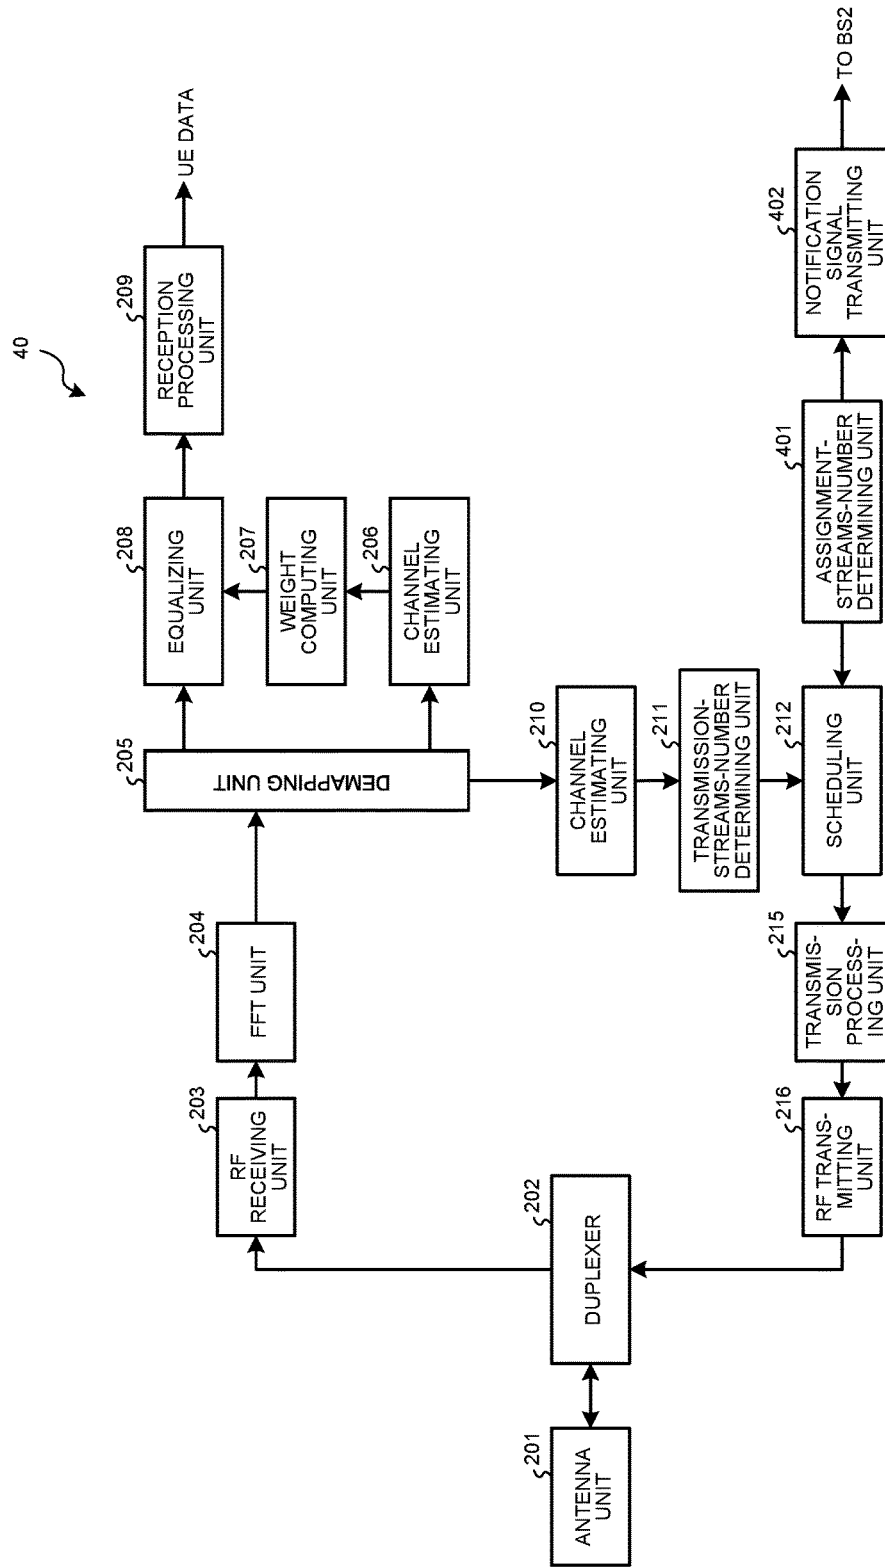 40
201
ANTENNA
UNIT
202
DUPLEXER
203
RF
RECEIVING
UNIT
204
FFT UNIT
205
DEMAPPING UNIT
208
EQUALIZING
UNIT
207
WEIGHT
COMPUTING
UNIT
206
CHANNEL
ESTIMATING
UNIT
209
RECEPTION
PROCESSING
UNIT
UE DATA
210
CHANNEL
ESTIMATING
UNIT
211
TRANSMISSION-
STREAMS-NUMBER
DETERMINING UNIT
216
RF TRANS-
MITTING
UNIT
215
TRANSMIS-
SION
PROCESS-
ING UNIT
212
SCHEDULING
UNIT
401
ASSIGNMENT-
STREAMS-NUMBER
DETERMINING UNIT
402
NOTIFICATION
SIGNAL
TRANSMITTING
UNIT
TO BS2